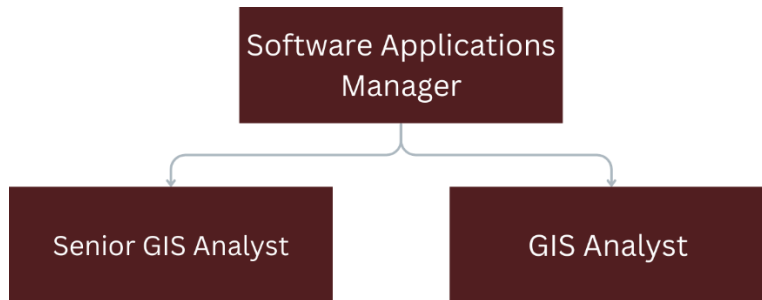 Software Applications
Manager
Senior GIS Analyst
GIS Analyst